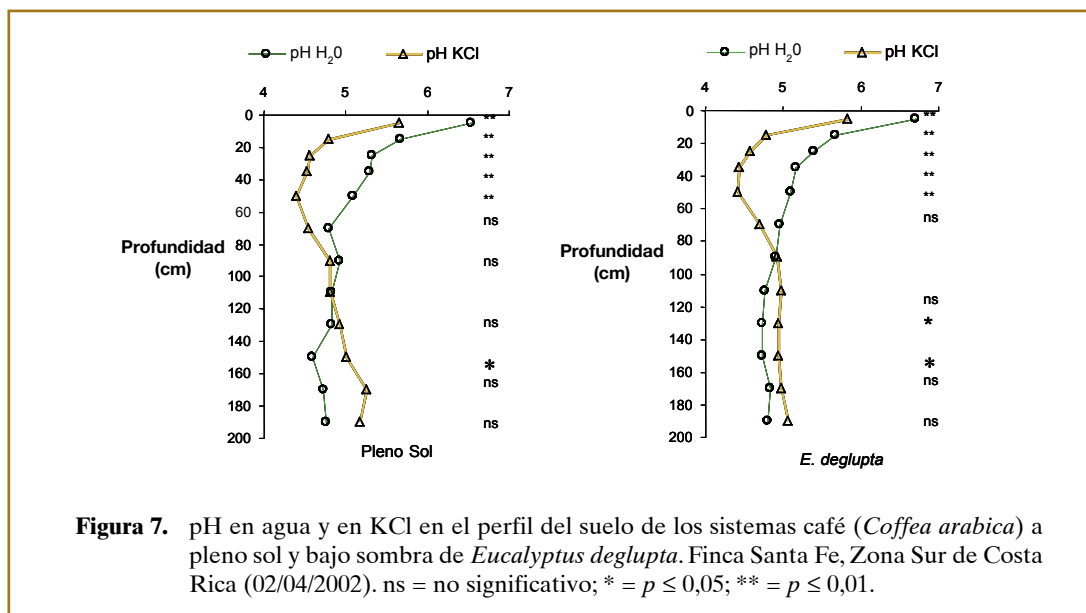 pH H₂0 pH KCl
4 5 6 7
0
20
40
60
80
100
120
140
160
180
200
Profundidad
(cm)
**
**
**
**
**
ns
ns
ns
*
ns
ns
Pleno Sol
pH H₂0 pH KCl
4 5 6 7
0
20
40
60
80
100
120
140
160
180
200
Profundidad
(cm)
**
**
**
**
**
ns
ns
*
*
ns
ns
E. deglupta
Figura 7. pH en agua y en KCl en el perfil del suelo de los sistemas café (Coffea arabica) a
pleno sol y bajo sombra de Eucalyptus deglupta. Finca Santa Fe, Zona Sur de Costa
Rica (02/04/2002). ns = no significativo; * = p ≤ 0,05; ** = p ≤ 0,01.